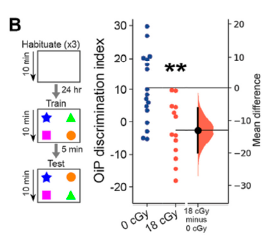 B
Habituate (x3)
10 min
24 hr
Train
10 min
5 min
Test
10 min
OiP discrimination index
30
20
10
0
-10
-20
**
0 cGy
18 cGy
18 cGy
minus
0 cGy
20
10
0
−10
−20
−30
Mean difference